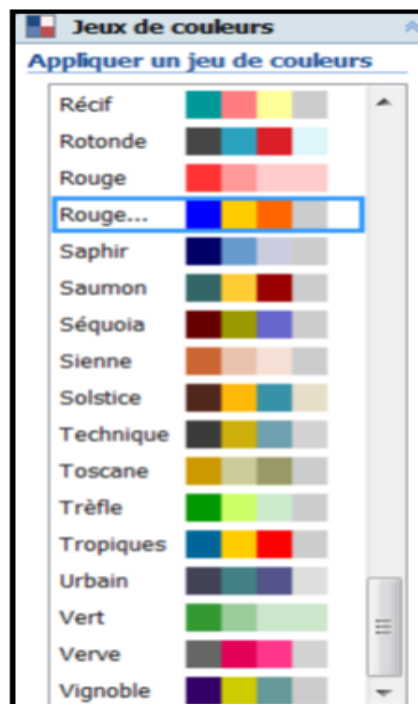 Jeux de couleurs
Appliquer un jeu de couleurs
Récif
Rotonde
Rouge
Rouge...
Saphir
Saumon
Séquoia
Sienne
Solstice
Technique
Toscane
Trèfle
Tropiques
Urbain
Vert
Verve
Vignoble